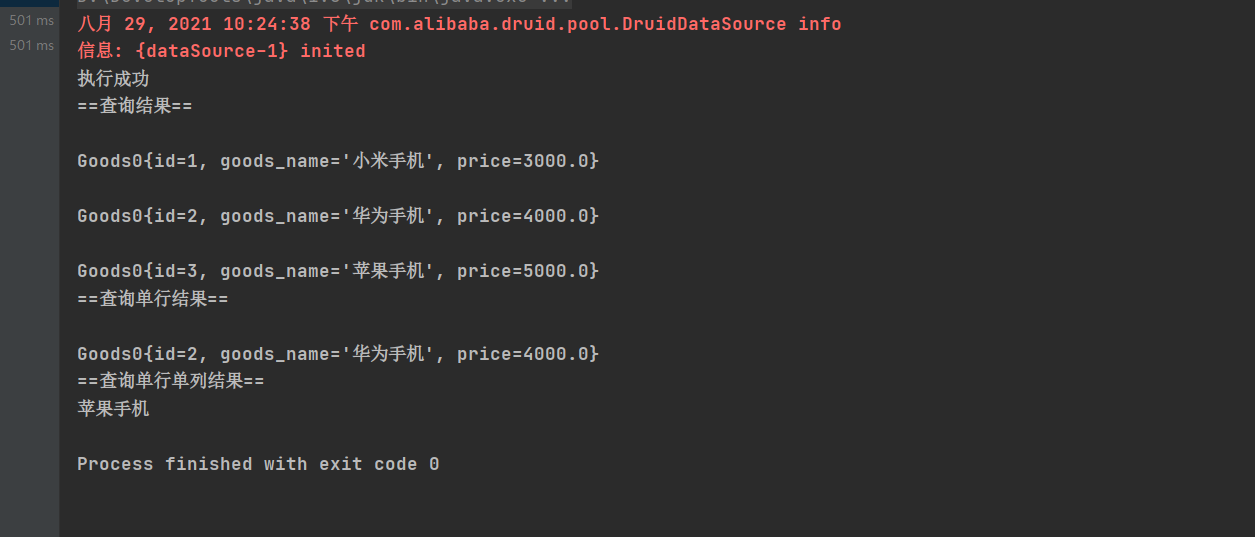 501 ms
501 ms
八月 29, 2021 10:24:38 下午 com.alibaba.druid.pool.DruidDataSource info
信息: {dataSource-1} inited
执行成功
==查询结果==
Goods0{id=1, goods_name='小米手机', price=3000.0}
Goods0{id=2, goods_name='华为手机', price=4000.0}
Goods0{id=3, goods_name='苹果手机', price=5000.0}
==查询单行结果==
Goods0{id=2, goods_name='华为手机', price=4000.0}
==查询单行单列结果==
苹果手机
Process finished with exit code 0